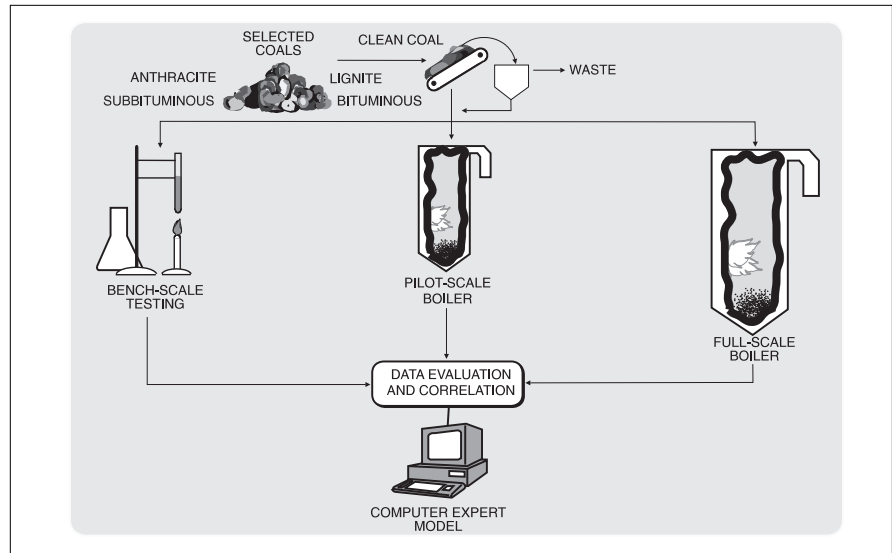 SELECTED
COALS
CLEAN COAL
ANTHRACITE
LIGNITE
WASTE
SUBBITUMINOUS
BITUMINOUS
BENCH-SCALE
TESTING
PILOT-SCALE
BOILER
FULL-SCALE
BOILER
DATA EVALUATION
AND CORRELATION
COMPUTER EXPERT
MODEL